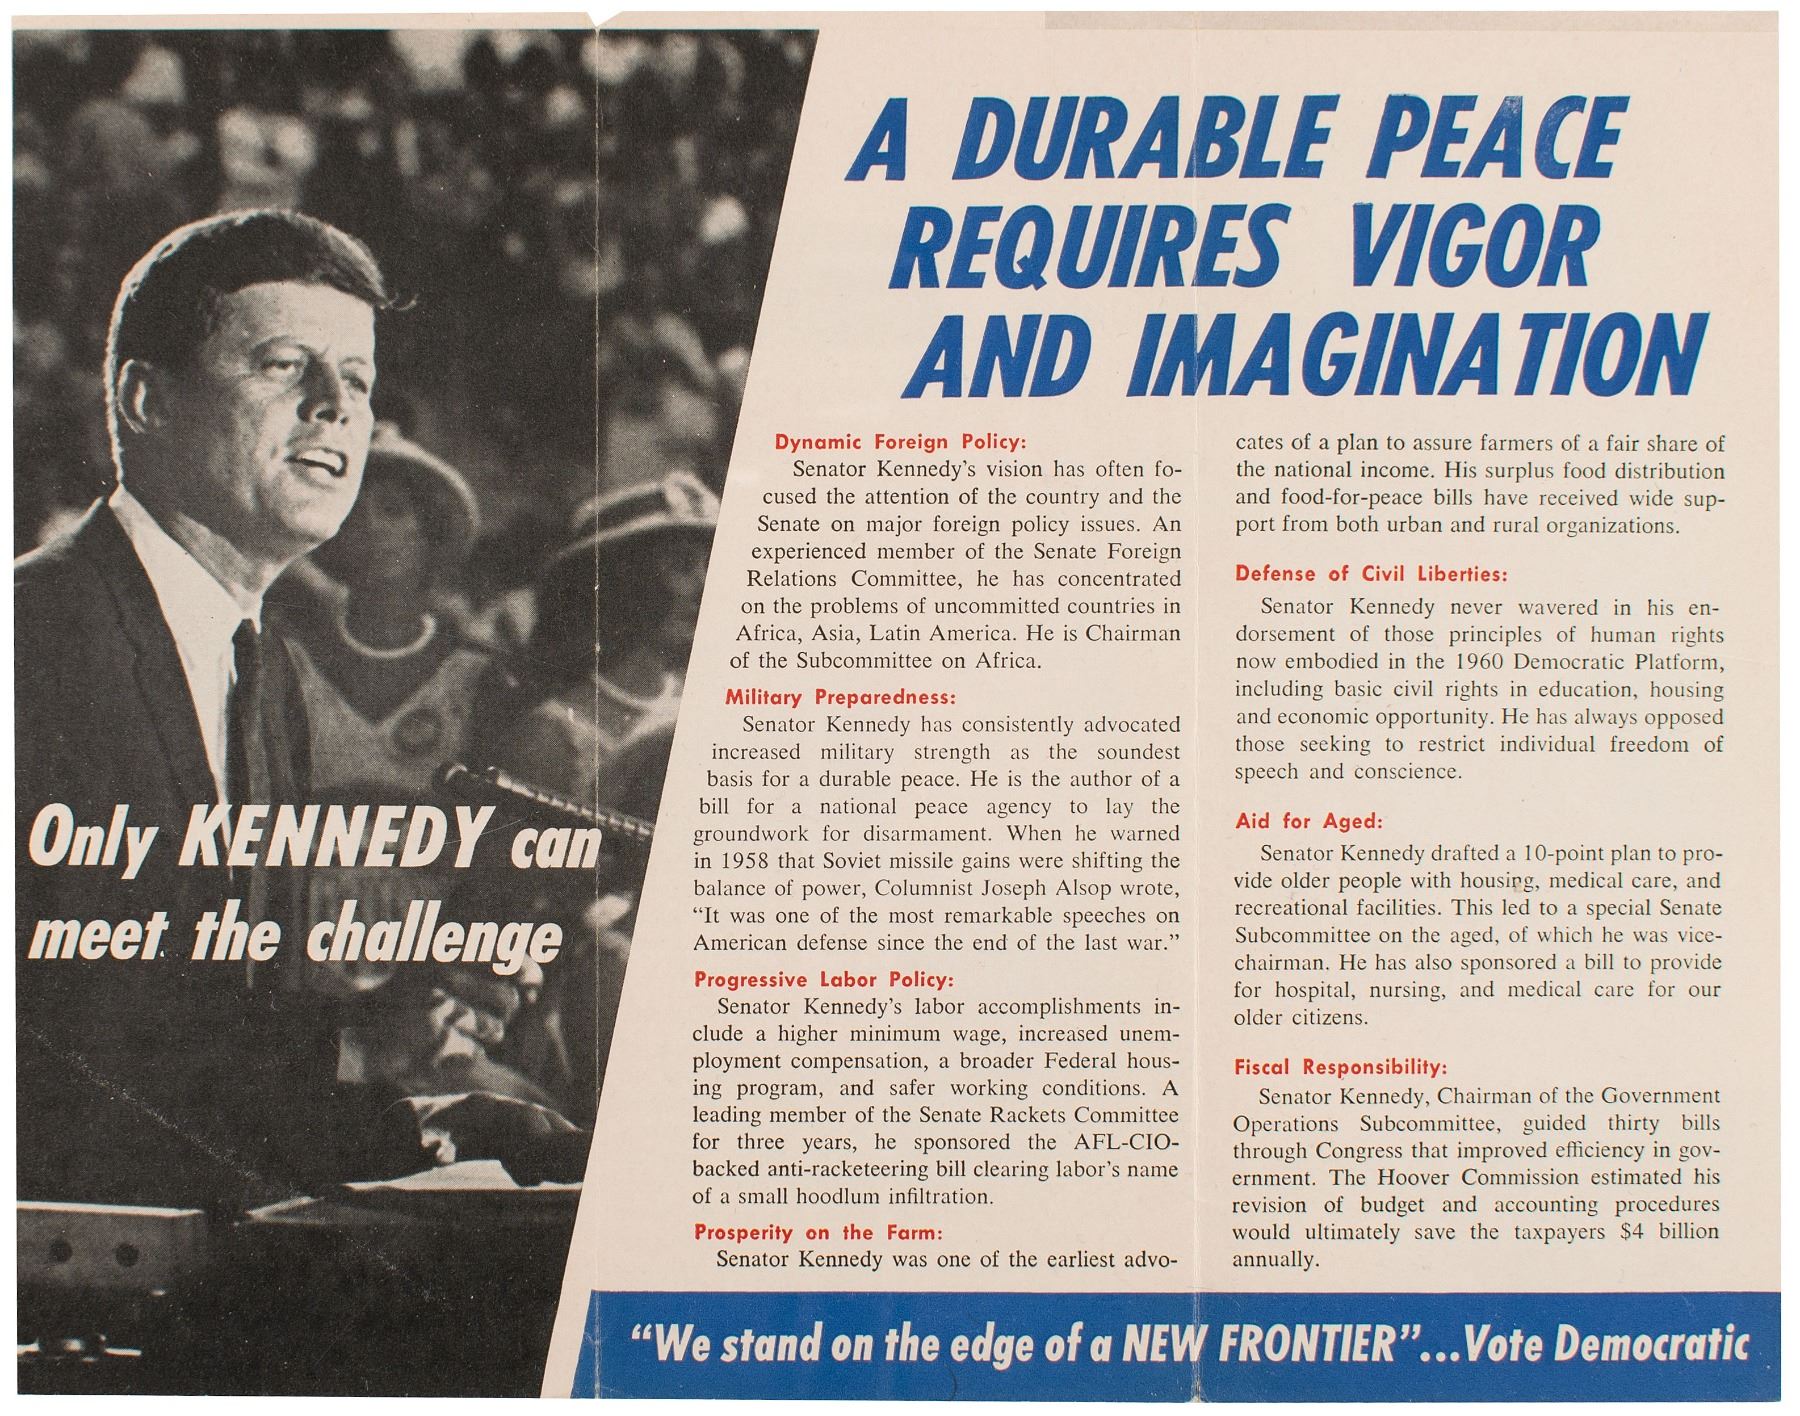 A DURABLE PEACE
REQUIRES VIGOR
AND IMAGINATION
Only KENNEDY can
meet the challenge
Dynamic Foreign Policy:
Senator Kennedy's vision has often fo-
cused the attention of the country and the
Senate on major foreign policy issues. An
experienced member of the Senate Foreign
Relations Committee, he has concentrated
on the problems of uncommitted countries in
Africa, Asia, Latin America. He is Chairman
of the Subcommittee on Africa.
Military Preparedness:
Senator Kennedy has consistently advocated
increased military strength as the soundest
basis for a durable peace. He is the author of a
bill for a national peace agency to lay the
groundwork for disarmament. When he warned
in 1958 that Soviet missile gains were shifting the
balance of power, Columnist Joseph Alsop wrote,
“It was one of the most remarkable speeches on
American defense since the end of the last war.”
Progressive Labor Policy:
Senator Kennedy's labor accomplishments in-
clude a higher minimum wage, increased unem-
ployment compensation, a broader Federal hous-
ing program, and safer working conditions. A
leading member of the Senate Rackets Committee
for three years, he sponsored the AFL-CIO-
backed anti-racketeering bill clearing labor's name
of a small hoodlum infiltration.
Prosperity on the Farm:
Senator Kennedy was one of the earliest advo-
cates of a plan to assure farmers of a fair share of
the national income. His surplus food distribution
and food-for-peace bills have received wide sup-
port from both urban and rural organizations.
Defense of Civil Liberties:
Senator Kennedy never wavered in his en-
dorsement of those principles of human rights
now embodied in the 1960 Democratic Platform,
including basic civil rights in education, housing
and economic opportunity. He has always opposed
those seeking to restrict individual freedom of
speech and conscience.
Aid for Aged:
Senator Kennedy drafted a 10-point plan to pro-
vide older people with housing, medical care, and
recreational facilities. This led to a special Senate
Subcommittee on the aged, of which he was vice-
chairman. He has also sponsored a bill to provide
for hospital, nursing, and medical care for our
older citizens.
Fiscal Responsibility:
Senator Kennedy, Chairman of the Government
Operations Subcommittee, guided thirty bills
through Congress that improved efficiency in gov-
ernment. The Hoover Commission estimated his
revision of budget and accounting procedures
would ultimately save the taxpayers $4 billion
annually.
“We stand on the edge of a NEW FRONTIER”...Vote Democratic